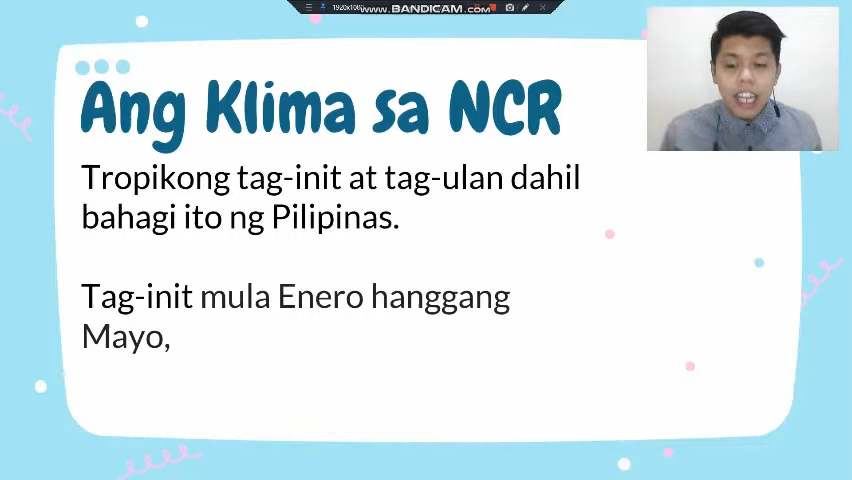 1920x1080
www.BANDICAM.com
Ang Klima sa NCR
Tropikong tag-init at tag-ulan dahil
bahagi ito ng Pilipinas.
Tag-init mula Enero hanggang
Mayo,